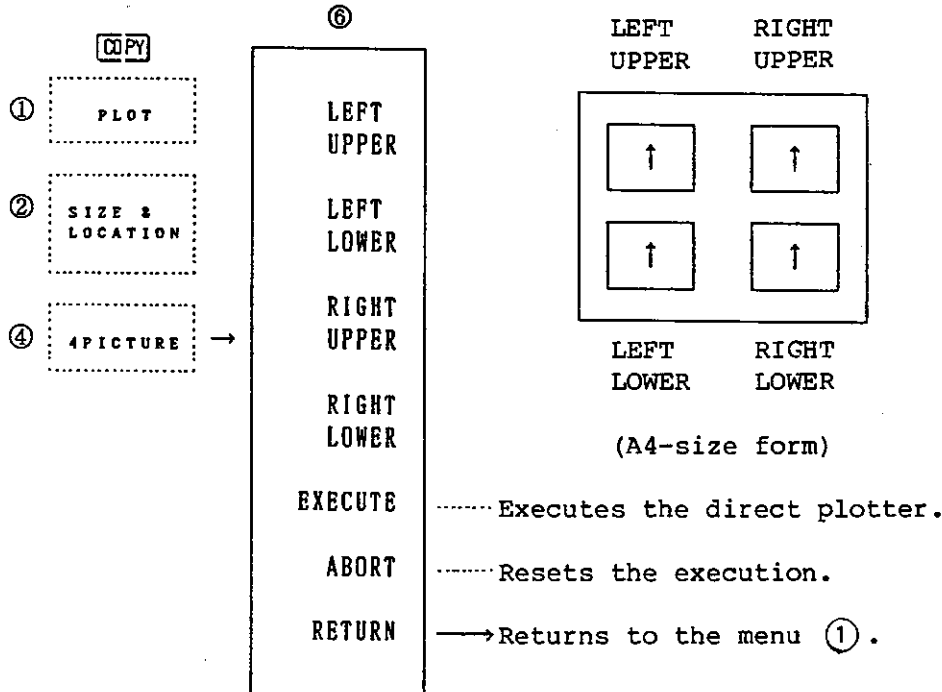 COPY
① PLOT
② SIZE &
LOCATION
④ 4PICTURE →
⑥
LEFT
UPPER
LEFT
LOWER
RIGHT
UPPER
RIGHT
LOWER
EXECUTE ........ Executes the direct plotter.
ABORT ........ Resets the execution.
RETURN → Returns to the menu ①.
LEFT RIGHT
UPPER UPPER
↑ ↑
↑ ↑
LEFT RIGHT
LOWER LOWER
(A4-size form)